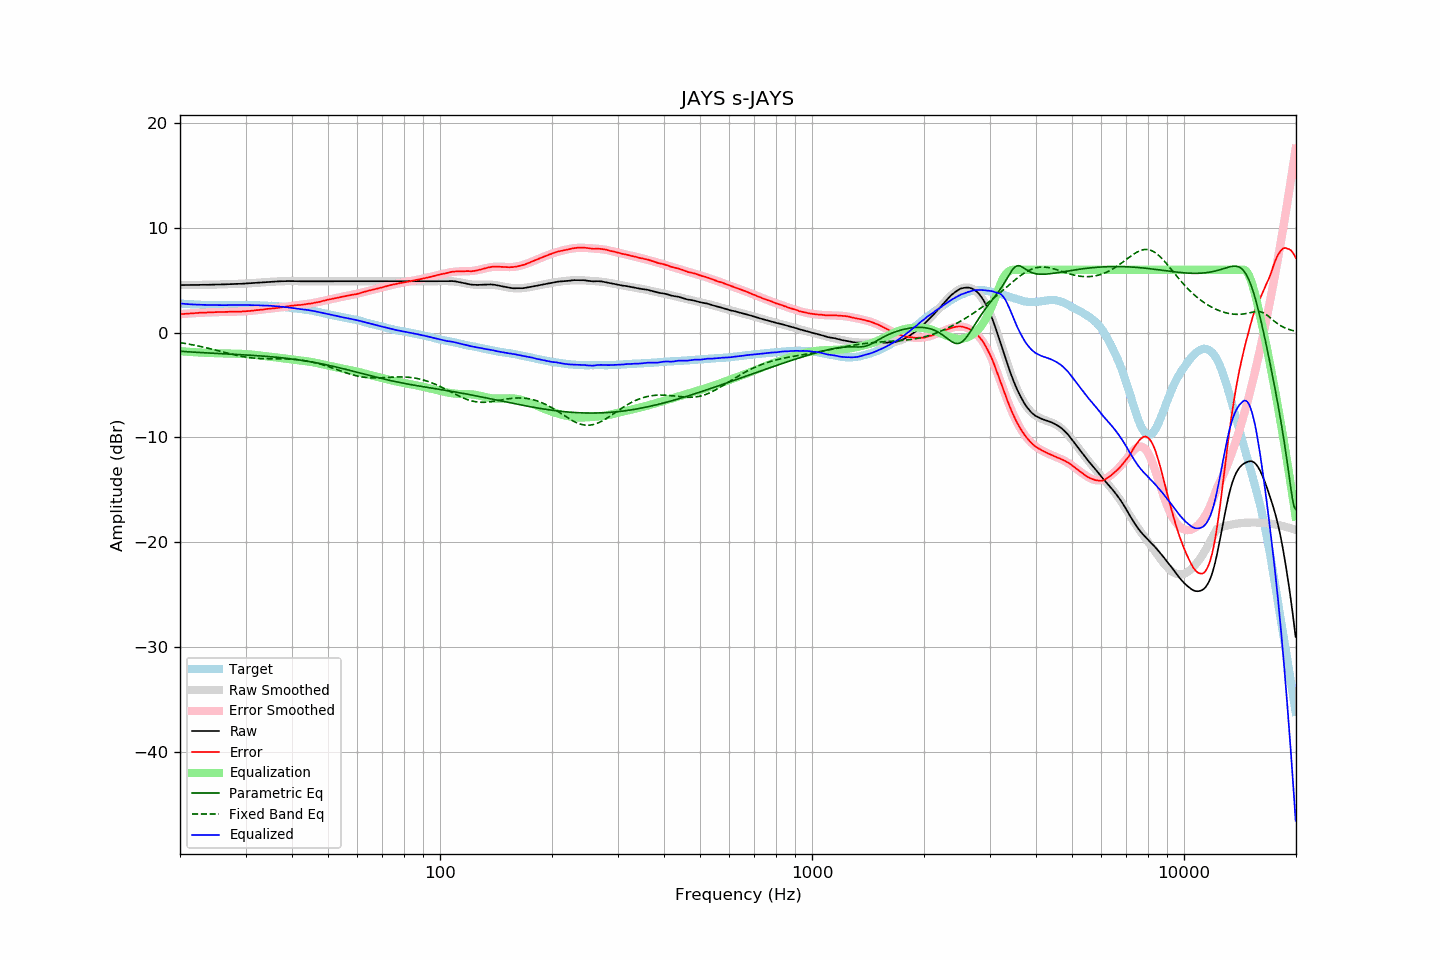 JAYS s-JAYS
20
10
0
−10
−20
−30
−40
Amplitude (dBr)
100
1000
10000
Frequency (Hz)
Target
Raw Smoothed
Error Smoothed
Raw
Error
Equalization
Parametric Eq
Fixed Band Eq
Equalized